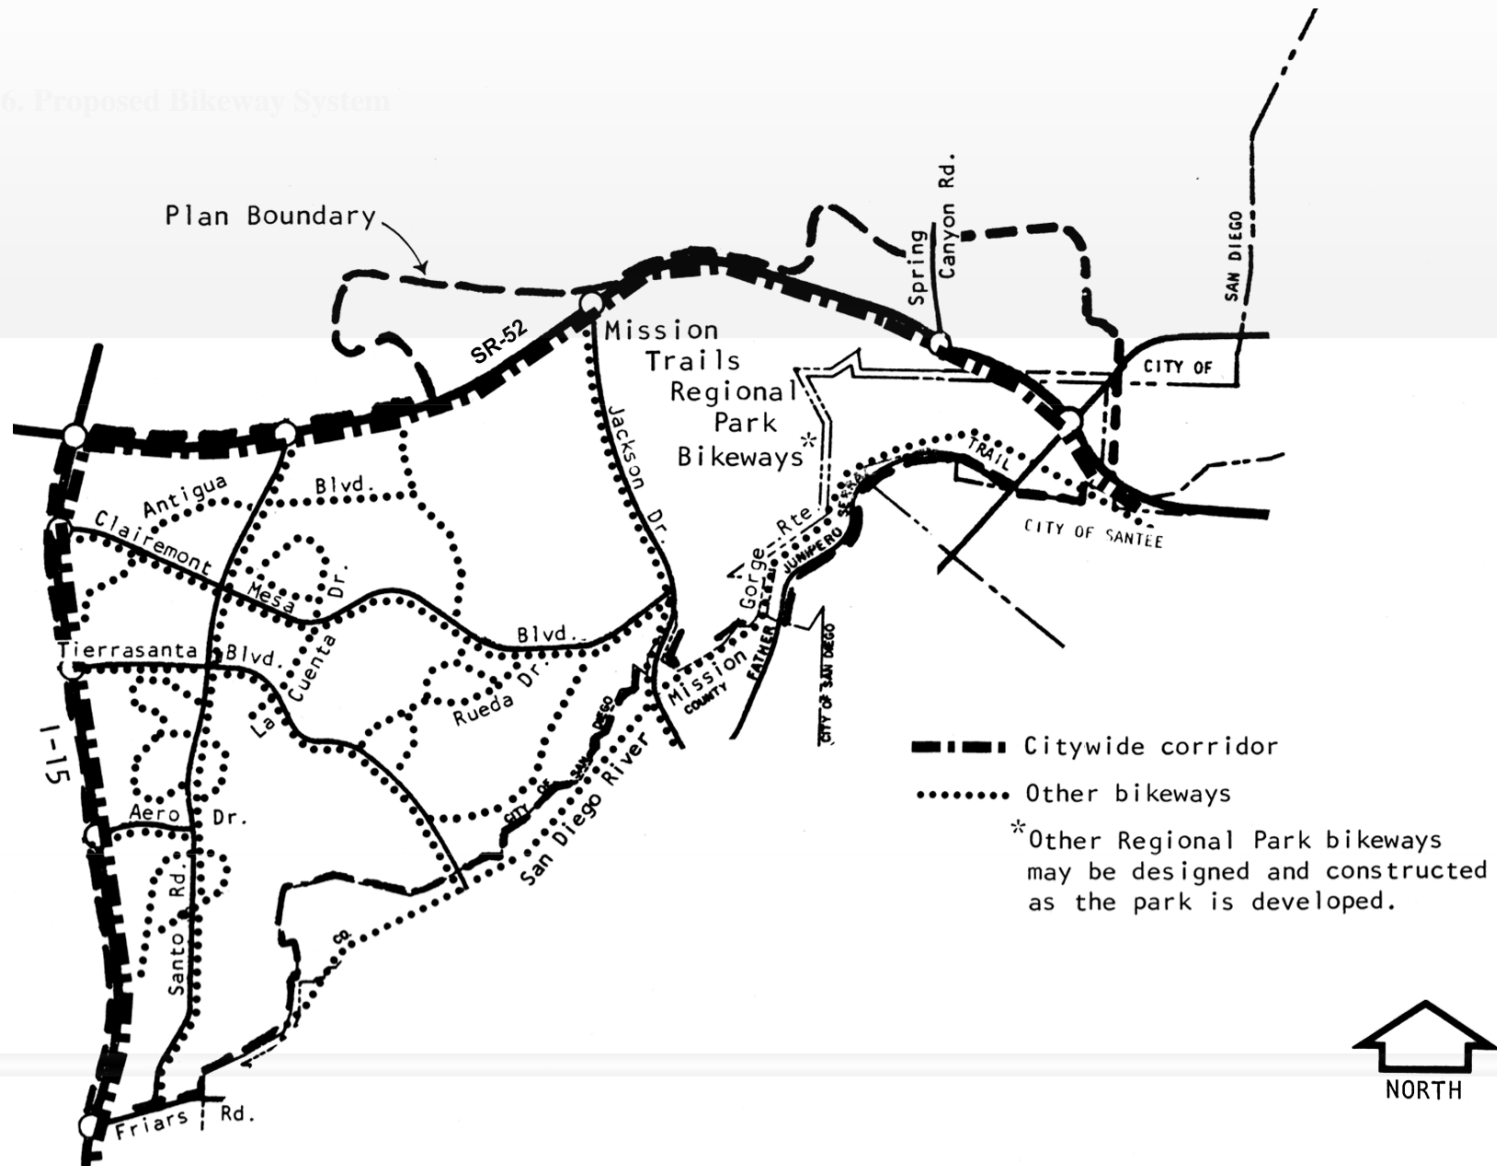 6. Proposed Bikeway System
Plan Boundary
Spring
Canyon Rd.
SAN DIEGO
SR-52
Mission
Trails
Regional
Park
Bikeways*
CITY OF
Jackson
Dr.
TRAIL
CITY OF SANTEE
Antigua
Blvd.
Clairemont
Mesa
Blvd.
Dr.
Cuenta
La
Tierrasanta
Blvd.
Rueda Dr.
Gorge
Rte
JUNIPERO
SERRA
FATHER
Mission
COUNTY
CITY OF SAN DIEGO
CITY OF SAN DIEGO
San Diego River
I-15
Aero
Dr.
Santo
Rd.
CO.
Friars
Rd.
Citywide corridor
Other bikeways
*Other Regional Park bikeways
may be designed and constructed
as the park is developed.
NORTH